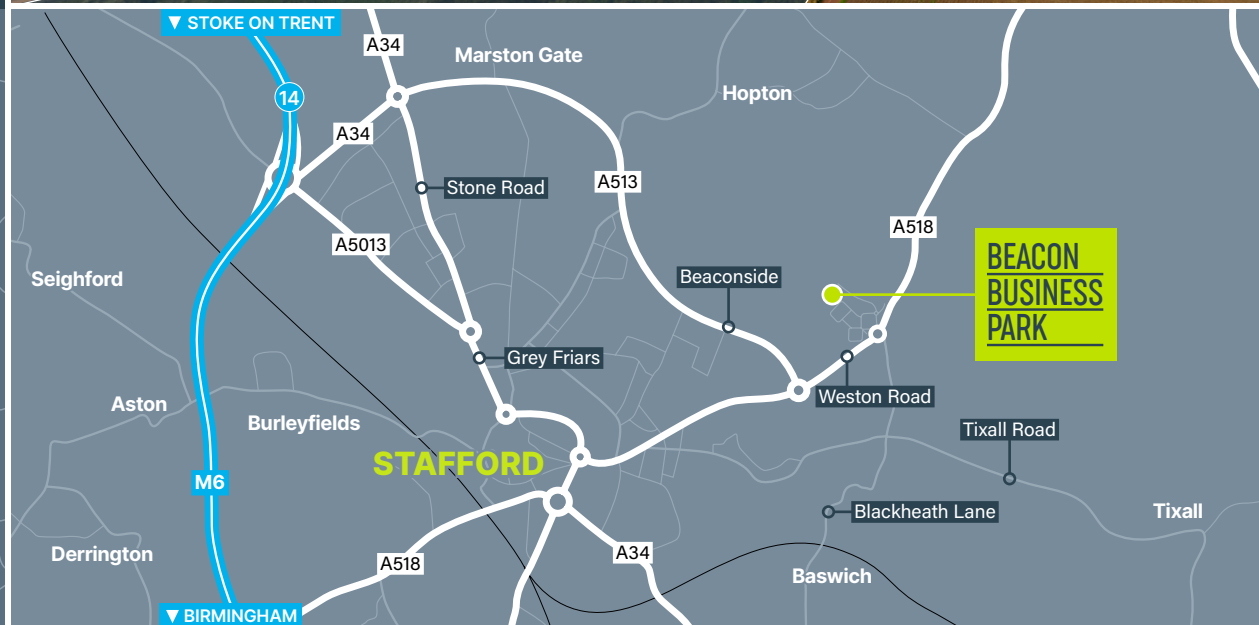 ▼ STOKE ON TRENT
A34
Marston Gate
Hopton
14
A34
Stone Road
A513
A518
A5013
BEACON
BUSINESS
PARK
Seighford
Beaconside
Grey Friars
Weston Road
Aston
Burleyfields
Tixall Road
STAFFORD
M6
Blackheath Lane
Tixall
Derrington
A518
A34
Baswich
▼ BIRMINGHAM